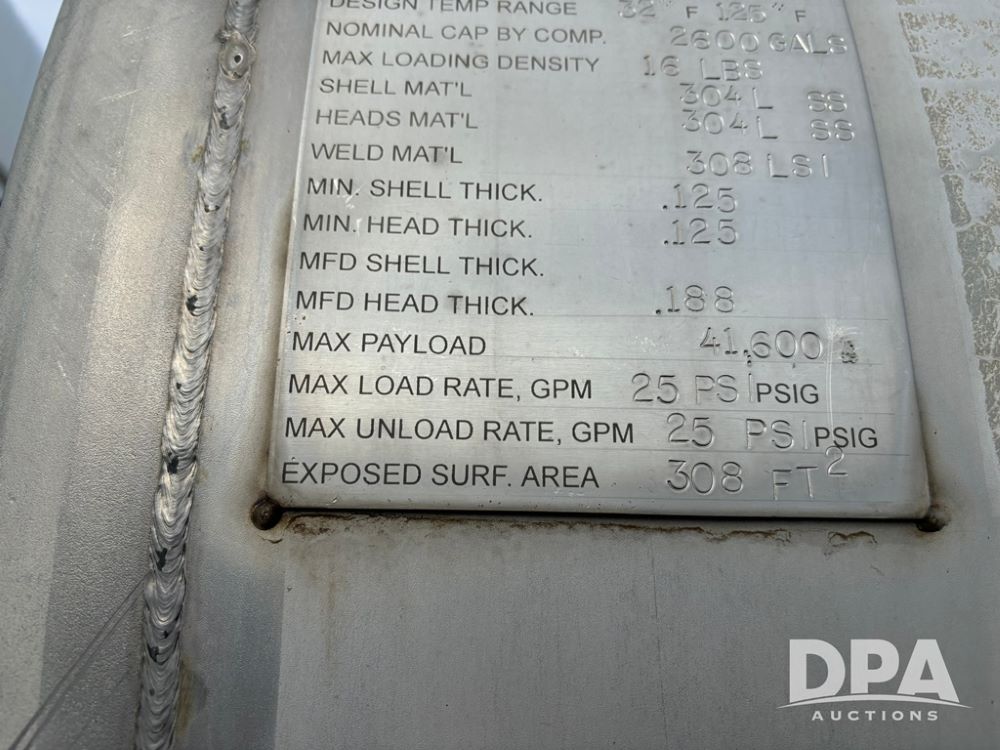 DESIGN TEMP RANGE 32° F 125° F
NOMINAL CAP BY COMP. 2600 GALS
MAX LOADING DENSITY 16 LBS
SHELL MAT'L 304L SS
HEADS MAT'L 304L SS
WELD MAT'L 308 LSI
MIN. SHELL THICK. .125
MIN. HEAD THICK. .125
MFD SHELL THICK.
MFD HEAD THICK. .188
MAX PAYLOAD 41,600
MAX LOAD RATE, GPM 25 PSI PSIG
MAX UNLOAD RATE, GPM 25 PSI PSIG
EXPOSED SURF. AREA 308 FT²
DPA
AUCTIONS